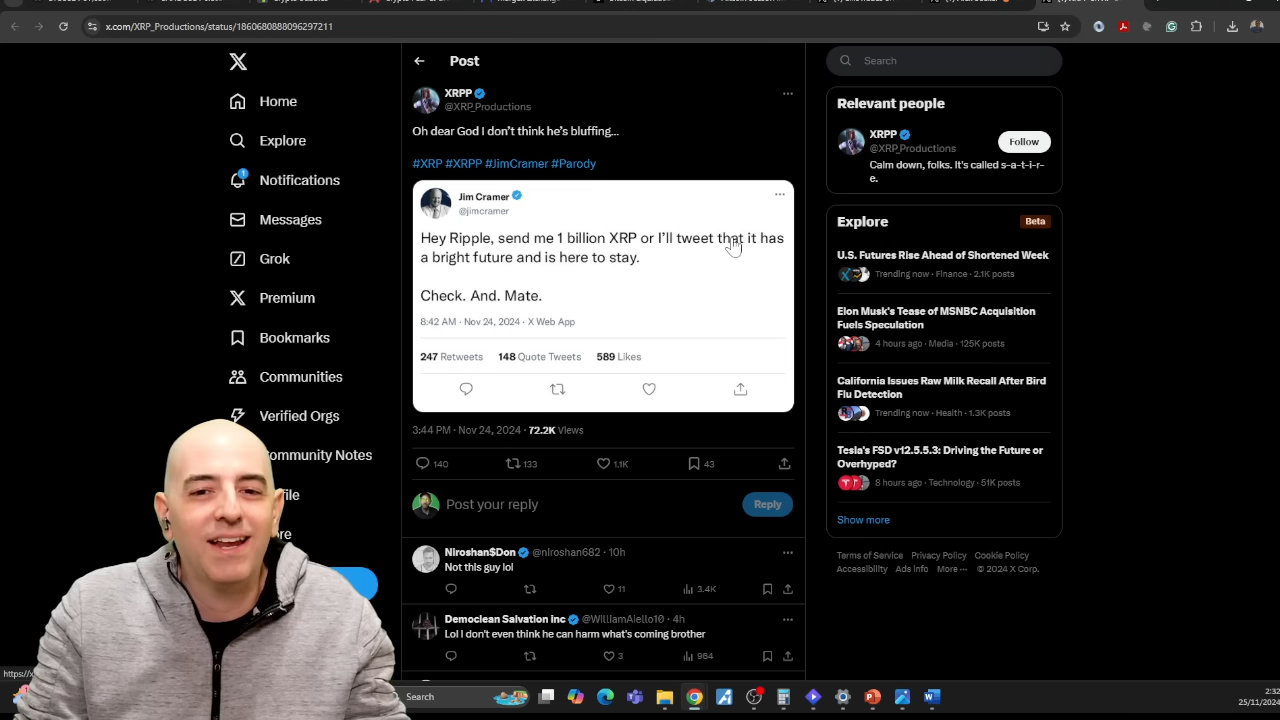 x.com/XRP_Productions/status/1860680888096297211
Home
Explore
1
Notifications
Messages
Grok
Premium
Bookmarks
Communities
Verified Orgs
ommunity Notes
file
Post
XRPP
@XRP_Productions
Oh dear God I don't think he's bluffing...
#XRP #XRPP #JimCramer #Parody
Jim Cramer
@jimcramer
Hey Ripple, send me 1 billion XRP or I'll tweet that it has
a bright future and is here to stay.
Check. And. Mate.
8:42 AM · Nov 24, 2024 · X Web App
247 Retweets 148 Quote Tweets 589 Likes
3:44 PM · Nov 24, 2024 · 72.2K Views
140 133 1.1K 43
Post your reply
Reply
Niroshan$Don @niroshan682 · 10h
Not this guy lol
11 3.4K
Democlean Salvation Inc @WillIamAiello10 · 4h
Lol I don't even think he can harm what's coming brother
3 964
Search
Relevant people
XRPP
@XRP_Productions
Follow
Calm down, folks. It's called s-a-t-i-r-
e.
Explore
Beta
U.S. Futures Rise Ahead of Shortened Week
Trending now · Finance · 2.1K posts
Elon Musk's Tease of MSNBC Acquisition
Fuels Speculation
4 hours ago · Media · 125K posts
California Issues Raw Milk Recall After Bird
Flu Detection
Trending now · Health · 1.3K posts
Tesla's FSD v12.5.5.3: Driving the Future or
Overhyped?
8 hours ago · Technology · 51K posts
Show more
Terms of Service Privacy Policy Cookie Policy
Accessibility Ads info More ··· © 2024 X Corp.
https://x
Search
2:32
25/11/2024